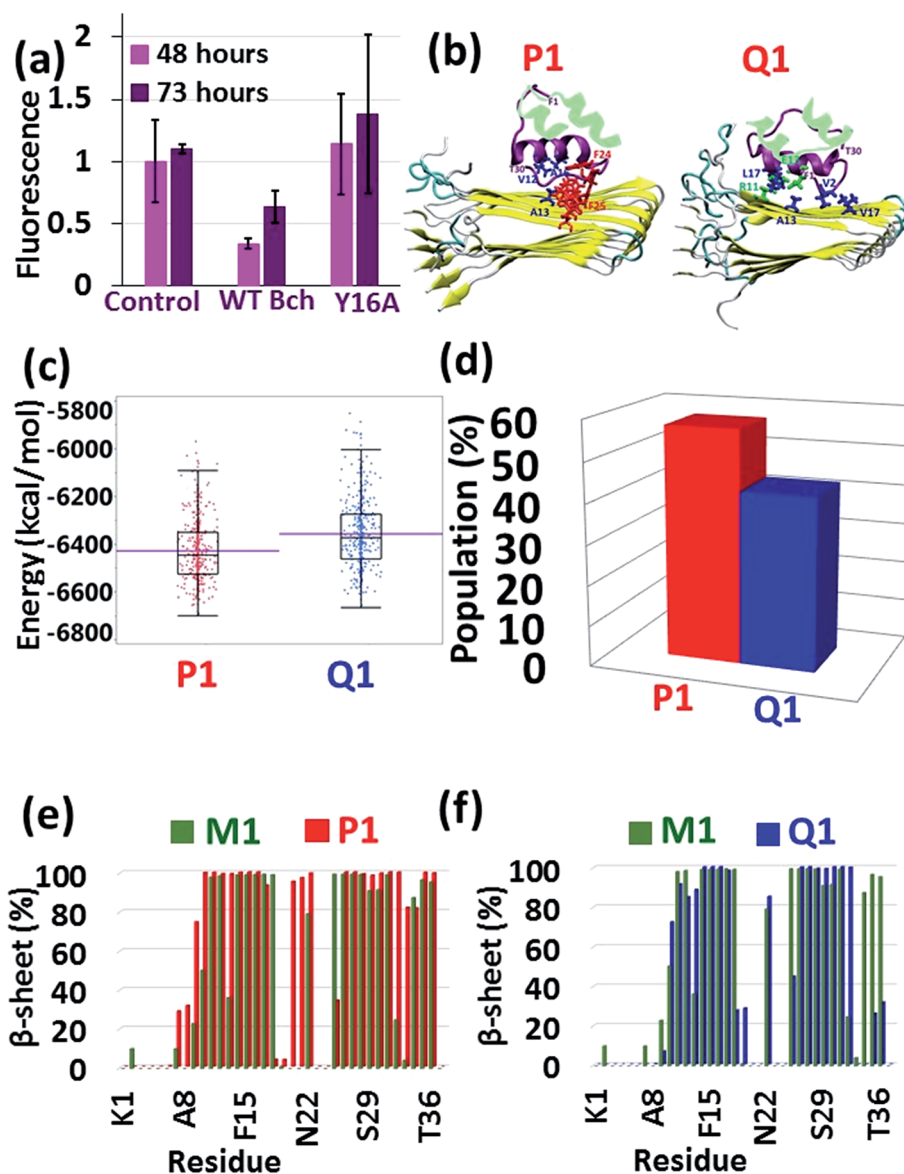 (a)
Fluorescence
2
1.5
1
0.5
0
48 hours
73 hours
Control
WT Bch
Y16A
(b)
P1
F1
T30
V12
F24
F25
A13
Q1
T30
L17
R11
V2
A13
V17
(c)
Energy (kcal/mol)
-5800
-6000
-6200
-6400
-6600
-6800
P1
Q1
(d)
Population (%)
60
50
40
30
20
10
0
P1
Q1
(e)
M1 P1
β-sheet (%)
100
80
60
40
20
0
K1 A8 F15 N22 S29 T36
Residue
(f)
M1 Q1
β-sheet (%)
100
80
60
40
20
0
K1 A8 F15 N22 S29 T36
Residue